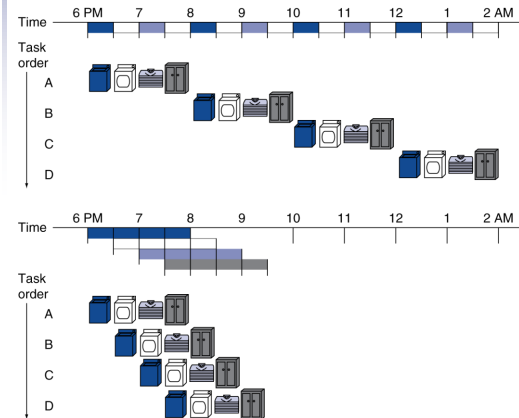 6 PM 7 8 9 10 11 12 1 2 AM
Time
Task
order
A
B
C
D
6 PM 7 8 9 10 11 12 1 2 AM
Time
Task
order
A
B
C
D